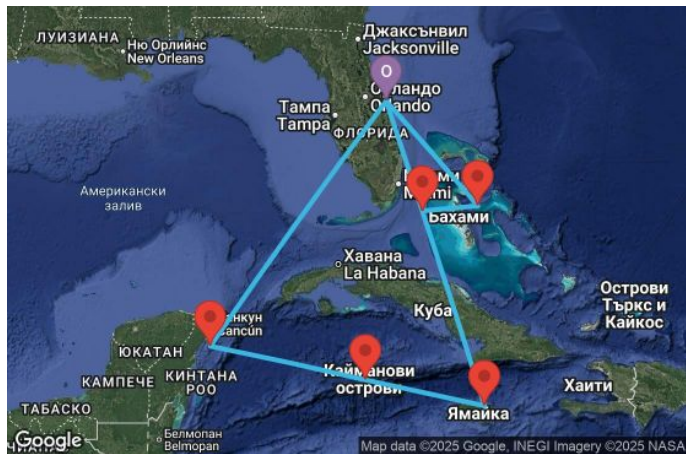 ЛУИЗИАНА
Ню Орлийнс
New Orleans
Джаксънвил
Jacksonville
O
Орландо
Orlando
Тампа
Tampa
ФЛОРИДА
Miami
Американски
залив
Бахами
Хавана
La Habana
Куба
Острови
Търкс и
Кайкос
Cancún
ЮКАТАН
КИНТАНА
РОО
КАМПЕЧЕ
Кайманови
острови
Ямайка
Хаити
ТАБАСКО
Белмопан
Belmopan
Google
Map data ©2025 Google, INEGI Imagery ©2025 NASA